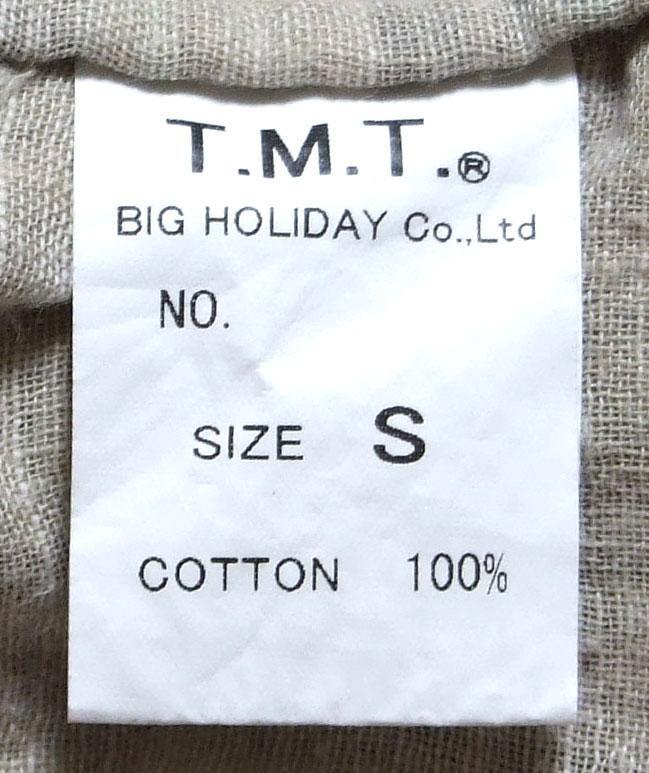 T.M.T.®
BIG HOLIDAY Co.,Ltd
NO.
SIZE S
COTTON 100%